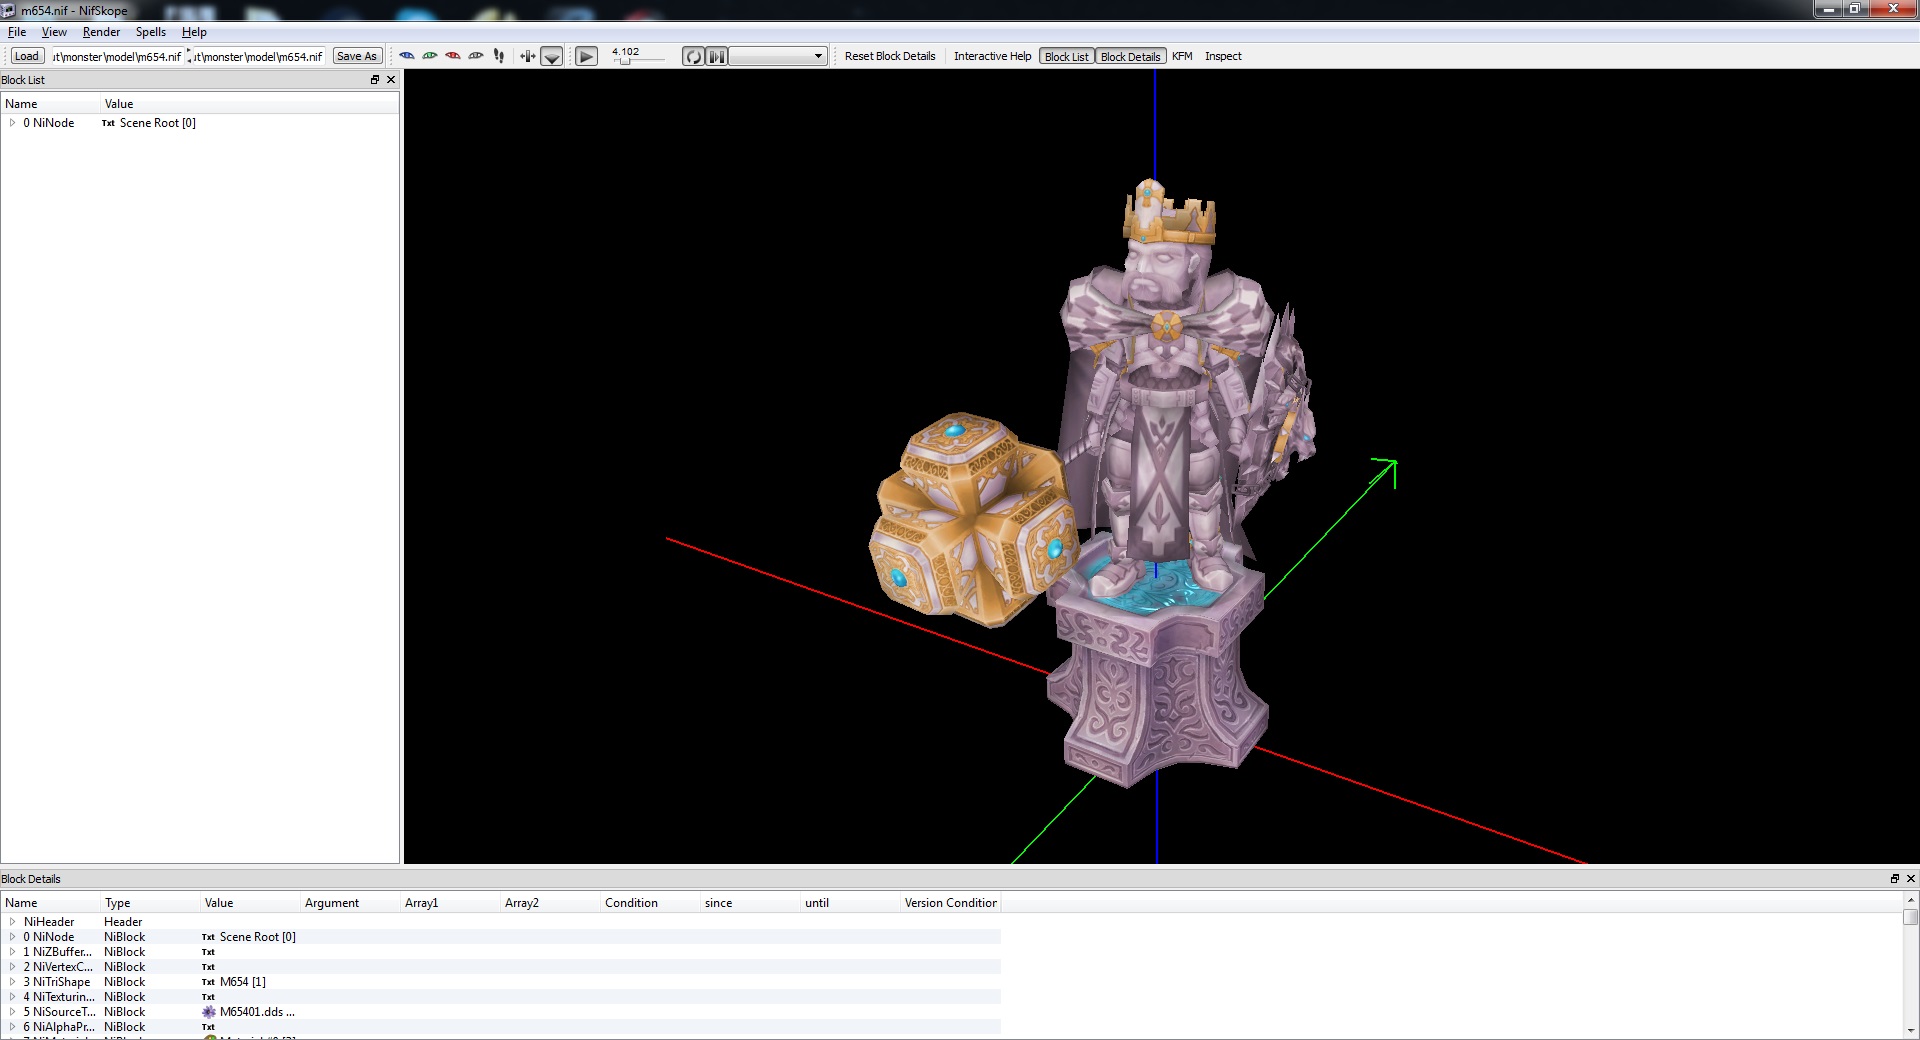 m654.nif - NifSkope
File View Render Spells Help
Load ut\monster\model\m654.nif ut\monster\model\m654.nif Save As 4.102 Reset Block Details Interactive Help Block List Block Details KFM Inspect
Block List
Name Value
0 NiNode Txt Scene Root [0]
Block Details
Name Type Value Argument Array1 Array2 Condition since until Version Condition
NiHeader Header
0 NiNode NiBlock Txt Scene Root [0]
1 NiZBuffer... NiBlock Txt
2 NiVertexC... NiBlock Txt
3 NiTriShape NiBlock Txt M654 [1]
4 NiTexturin... NiBlock Txt
5 NiSourceT... NiBlock M65401.dds ...
6 NiAlphaPr... NiBlock Txt